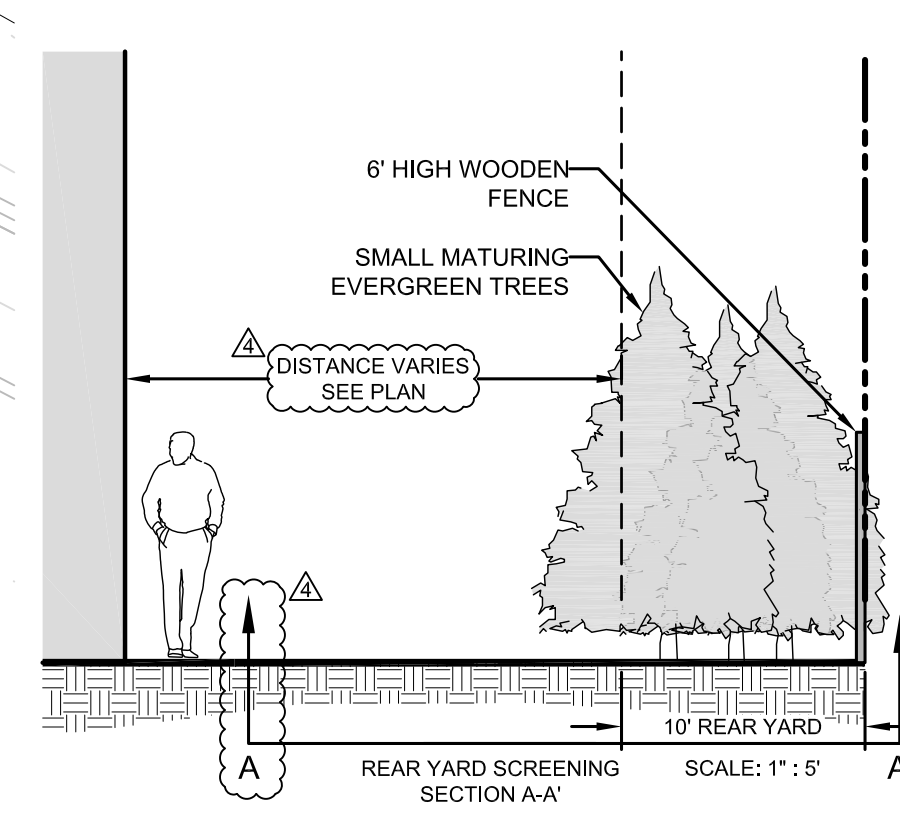 6' HIGH WOODEN
FENCE
SMALL MATURING
EVERGREEN TREES
4
DISTANCE VARIES
SEE PLAN
4
10' REAR YARD
A
REAR YARD SCREENING
SECTION A-A'
SCALE: 1" : 5'
A